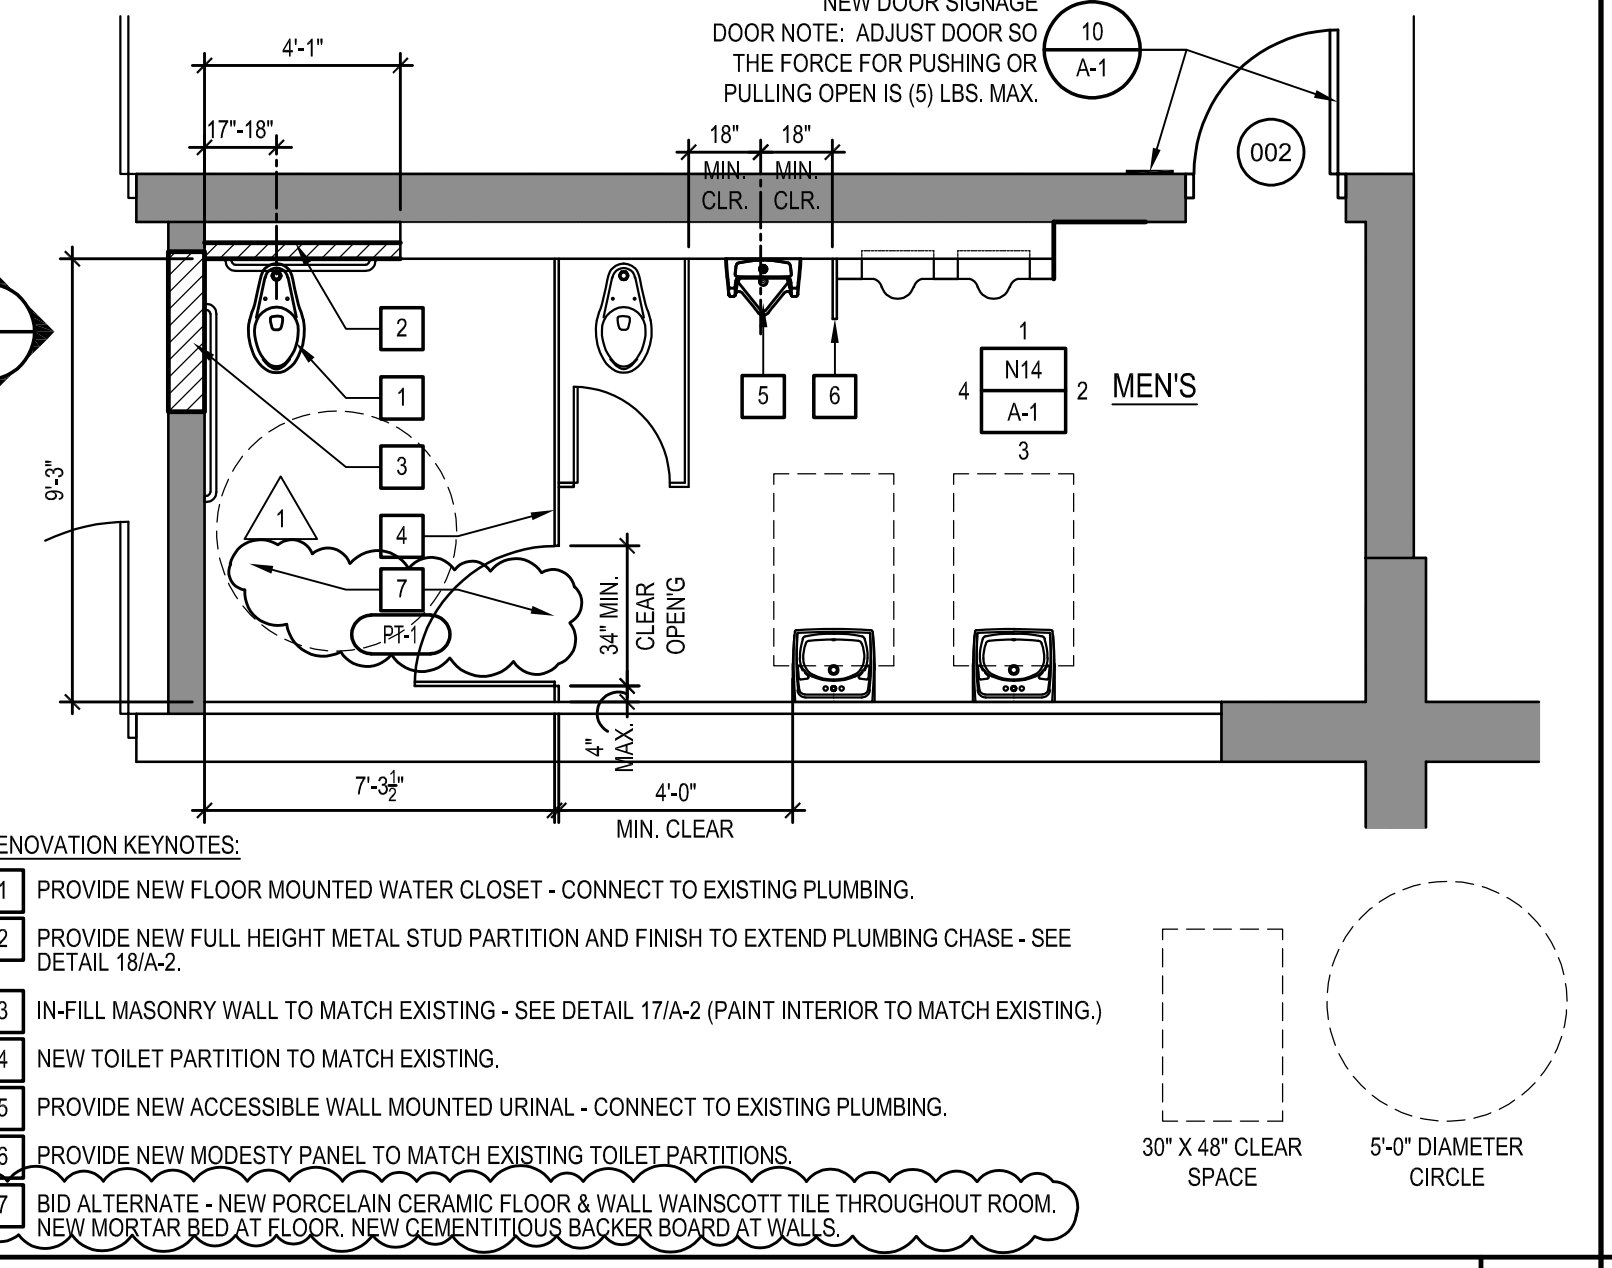 NEW DOOR SIGNAGE
DOOR NOTE: ADJUST DOOR SO
THE FORCE FOR PUSHING OR
PULLING OPEN IS (5) LBS. MAX.
10
A-1
002
4'-1"
17"-18"
18"
MIN.
CLR.
18"
MIN.
CLR.
2
1
3
4
7
PT-1
1
5
6
1
N14
A-1
4
2
3
MEN'S
9'-3"
34" MIN.
CLEAR
OPEN'G
4"
MAX.
7'-3½"
4'-0"
MIN. CLEAR
ENOVATION KEYNOTES:
1 PROVIDE NEW FLOOR MOUNTED WATER CLOSET - CONNECT TO EXISTING PLUMBING.
2 PROVIDE NEW FULL HEIGHT METAL STUD PARTITION AND FINISH TO EXTEND PLUMBING CHASE - SEE
DETAIL 18/A-2.
3 IN-FILL MASONRY WALL TO MATCH EXISTING - SEE DETAIL 17/A-2 (PAINT INTERIOR TO MATCH EXISTING.)
4 NEW TOILET PARTITION TO MATCH EXISTING.
5 PROVIDE NEW ACCESSIBLE WALL MOUNTED URINAL - CONNECT TO EXISTING PLUMBING.
6 PROVIDE NEW MODESTY PANEL TO MATCH EXISTING TOILET PARTITIONS.
7 BID ALTERNATE - NEW PORCELAIN CERAMIC FLOOR & WALL WAINSCOTT TILE THROUGHOUT ROOM.
NEW MORTAR BED AT FLOOR. NEW CEMENTITIOUS BACKER BOARD AT WALLS.
30" X 48" CLEAR
SPACE
5'-0" DIAMETER
CIRCLE